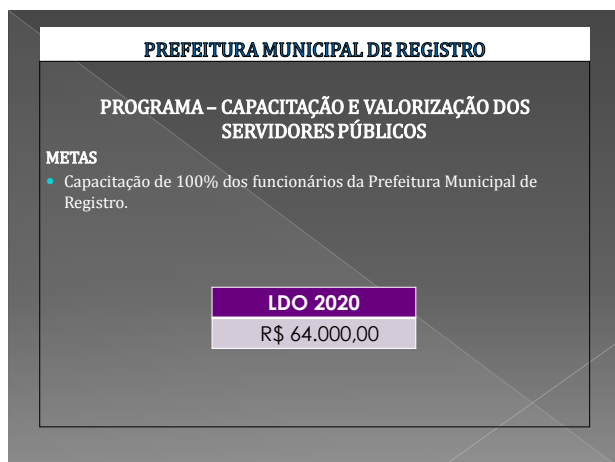 PREFEITURA MUNICIPAL DE REGISTRO
PROGRAMA – CAPACITAÇÃO E VALORIZAÇÃO DOS
SERVIDORES PÚBLICOS
METAS
• Capacitação de 100% dos funcionários da Prefeitura Municipal de
Registro.
LDO 2020
R$ 64.000,00